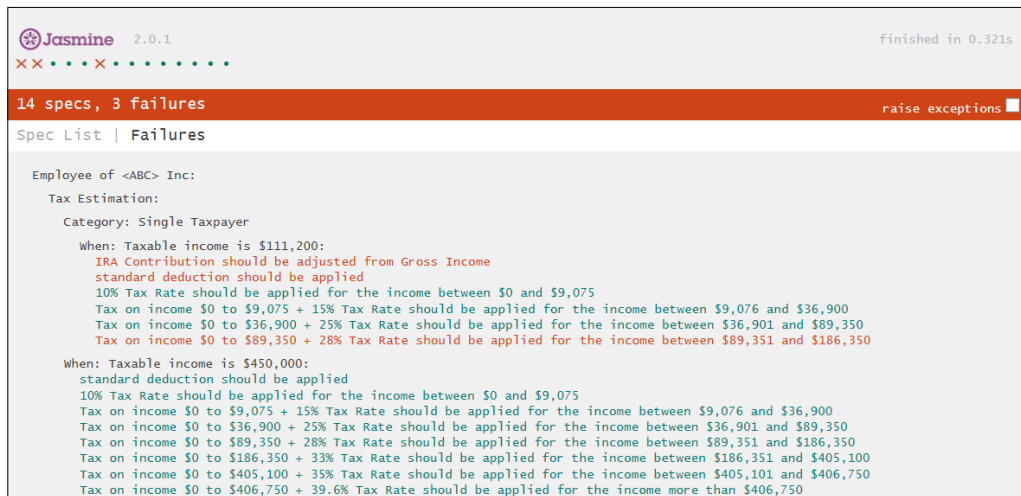 Jasmine 2.0.1 finished in 0.321s
××•••×••••••••
14 specs, 3 failures raise exceptions
Spec List | Failures
Employee of <ABC> Inc:
Tax Estimation:
Category: Single Taxpayer
When: Taxable income is $111,200:
IRA Contribution should be adjusted from Gross Income
standard deduction should be applied
10% Tax Rate should be applied for the income between $0 and $9,075
Tax on income $0 to $9,075 + 15% Tax Rate should be applied for the income between $9,076 and $36,900
Tax on income $0 to $36,900 + 25% Tax Rate should be applied for the income between $36,901 and $89,350
Tax on income $0 to $89,350 + 28% Tax Rate should be applied for the income between $89,351 and $186,350
When: Taxable income is $450,000:
standard deduction should be applied
10% Tax Rate should be applied for the income between $0 and $9,075
Tax on income $0 to $9,075 + 15% Tax Rate should be applied for the income between $9,076 and $36,900
Tax on income $0 to $36,900 + 25% Tax Rate should be applied for the income between $36,901 and $89,350
Tax on income $0 to $89,350 + 28% Tax Rate should be applied for the income between $89,351 and $186,350
Tax on income $0 to $186,350 + 33% Tax Rate should be applied for the income between $186,351 and $405,100
Tax on income $0 to $405,100 + 35% Tax Rate should be applied for the income between $405,101 and $406,750
Tax on income $0 to $406,750 + 39.6% Tax Rate should be applied for the income more than $406,750